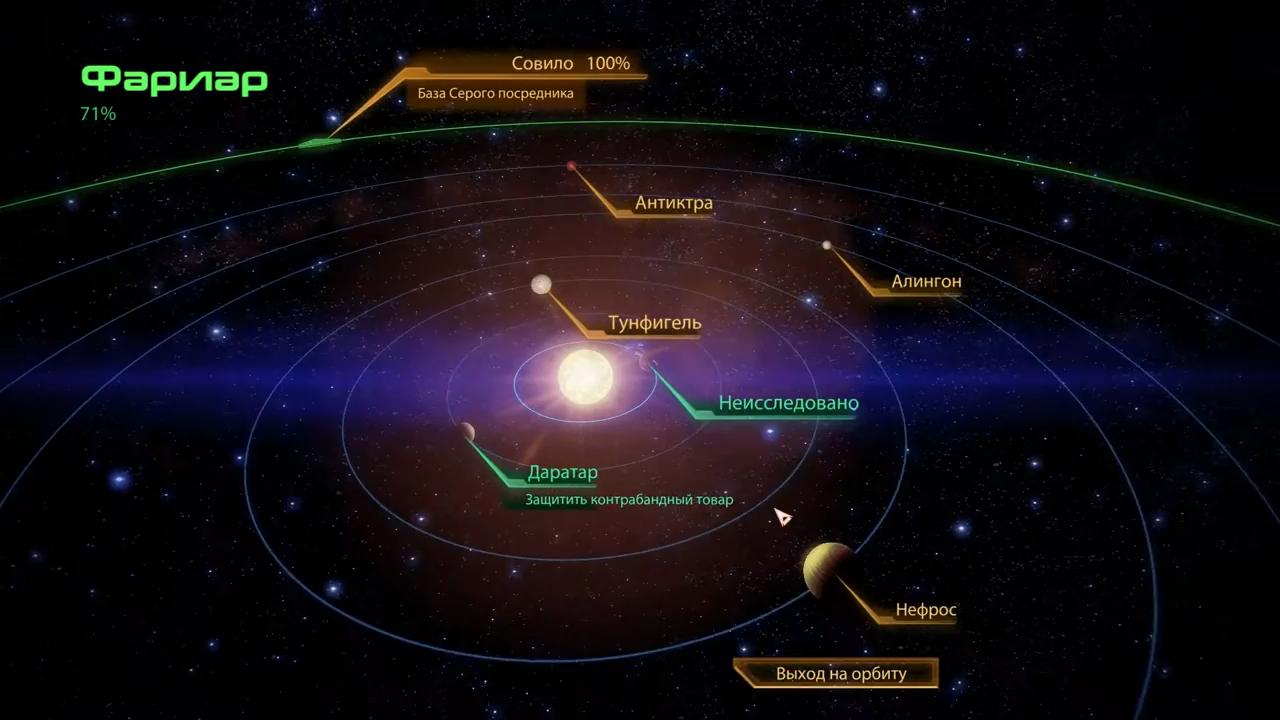 Фариар
71%
Совило 100%
База Серого посредника
Антиктра
Алингон
Тунфигель
Неисследовано
Даратар
Защитить контрабандный товар
Нефрос
Выход на орбиту